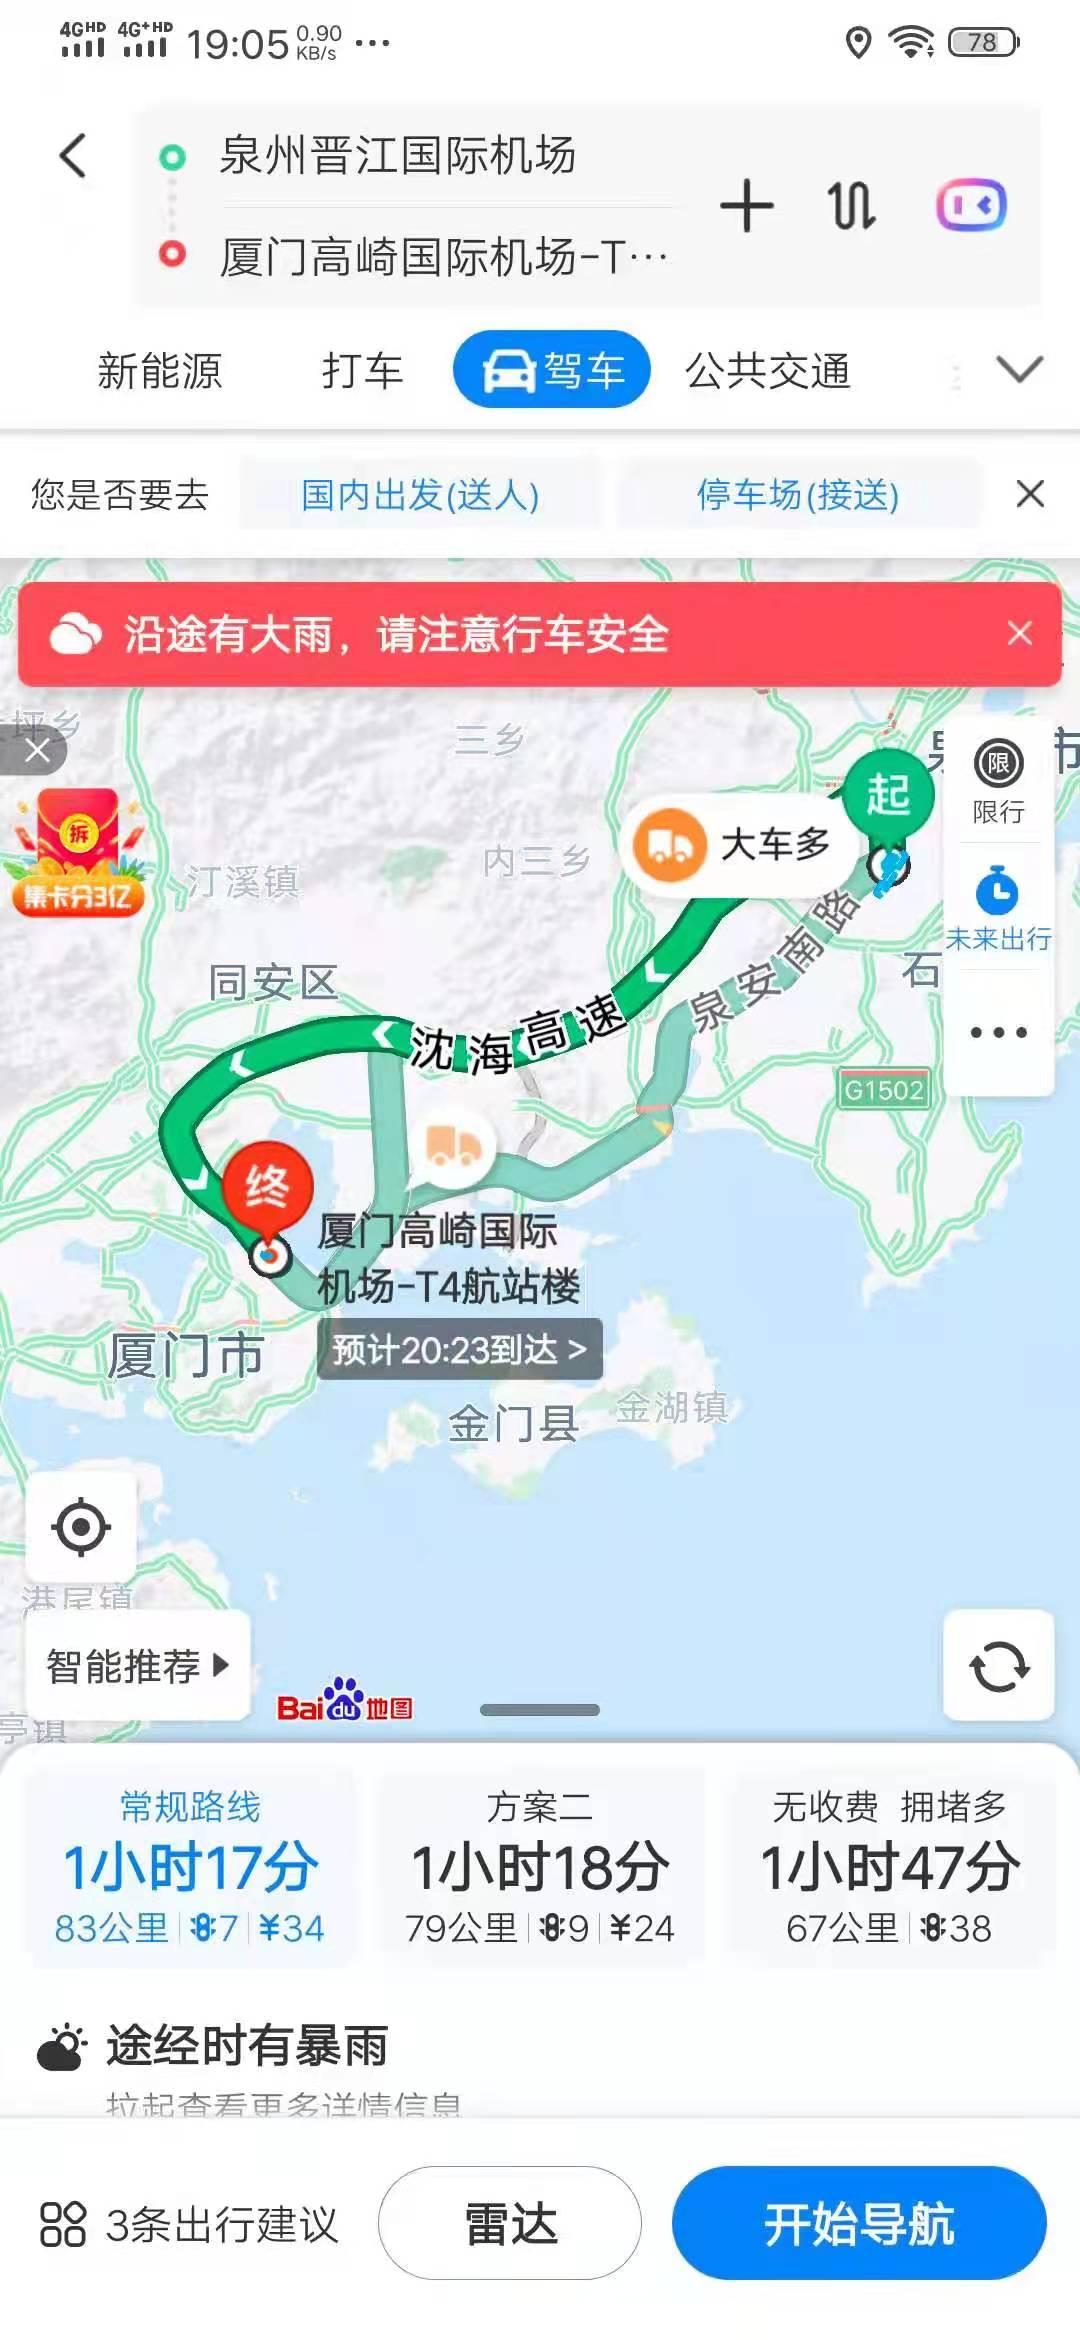 4GHD 4G+HD 19:05 0.90 KB/s ... 78
泉州晋江国际机场
厦门高崎国际机场-T...
新能源 打车 驾车 公共交通
您是否要去 国内出发(送人) 停车场(接送)
沿途有大雨，请注意行车安全
坪乡
三乡
市
限
限行
起
大车多
拆
集卡分3亿
汀溪镇
内三乡
未来出行
泉安南路
石
同安区
沈海高速
G1502
终
厦门高崎国际
机场-T4航站楼
预计20:23到达 >
厦门市
金湖镇
金门县
港尾镇
智能推荐
Bai du 地图
亭镇
常规路线 方案二 无收费 拥堵多
1小时17分 1小时18分 1小时47分
83公里 7 ¥34 79公里 9 ¥24 67公里 38
途经时有暴雨
拉起查看更多详情信息
3条出行建议 雷达 开始导航